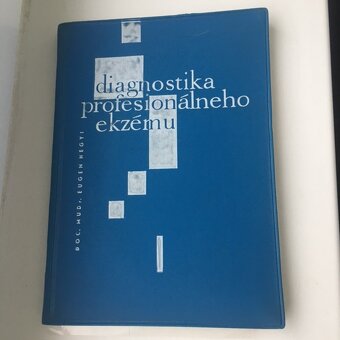 diagnostika
profesionálneho
ekzému
DOC. MUDr. EUGEN HEGYI